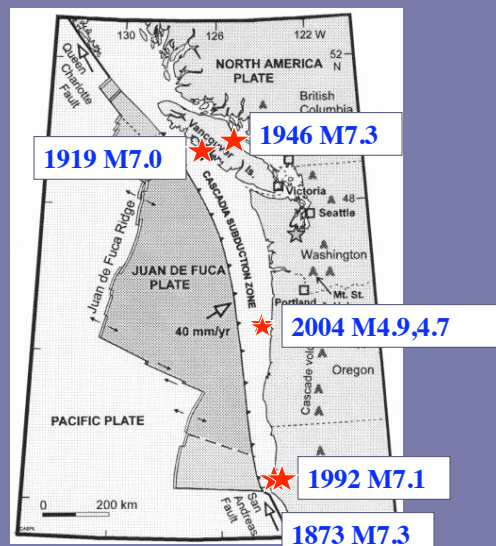 130
126
122 W
52
N
Queen
Charlotte
Fault
NORTH AMERICA
PLATE
British
Columbia
1946 M7.3
1919 M7.0
Vancouver
Is.
Victoria
48
Seattle
CASCADIA SUBDUCTION ZONE
Juan de Fuca Ridge
Washington
JUAN DE FUCA
PLATE
Mt. St.
Portland
40 mm/yr
2004 M4.9,4.7
Cascade
Oregon
PACIFIC PLATE
1992 M7.1
0 200 km
San
Andreas
Fault
1873 M7.3